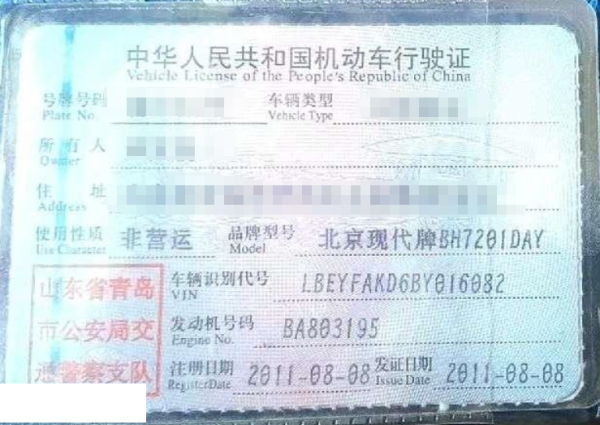 中华人民共和国机动车行驶证
Vehicle License of the People's Republic of China
号牌号码 车辆类型
Plate No. Vehicle Type
所有人
Owner
住址
Address
使用性质 非营运 品牌型号 北京现代牌BH7201DAY
Use Character Model
山东省青岛 车辆识别代号 LBEYFAKD6BY016082
VIN
市公安局交 发动机号码 BA803195
Engine No.
通警察支队 注册日期 2011-08-08 发证日期 2011-08-08
Register Date Issue Date